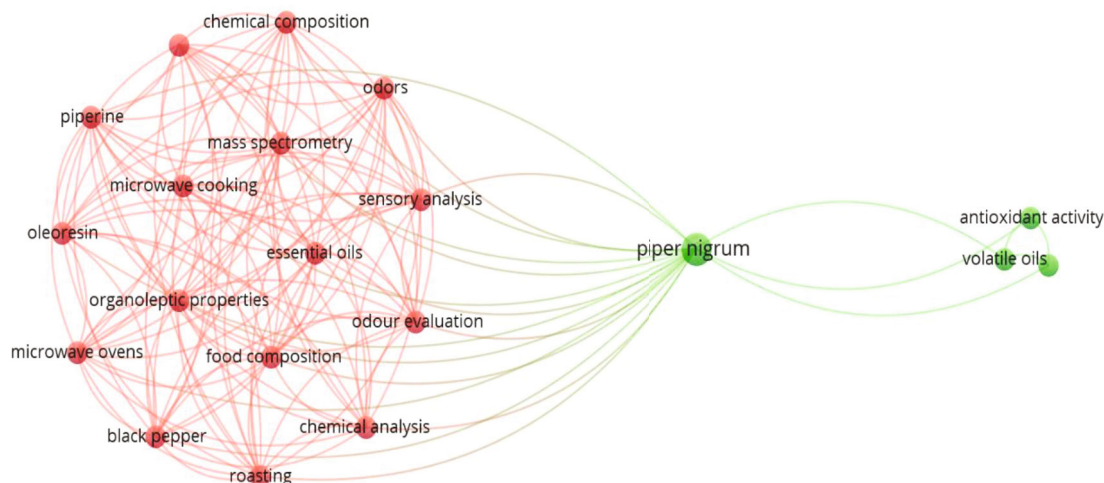 chemical composition
odors
piperine
mass spectrometry
microwave cooking
sensory analysis
oleoresin
essential oils
piper nigrum
antioxidant activity
volatile oils
organoleptic properties
odour evaluation
microwave ovens
food composition
chemical analysis
black pepper
roasting